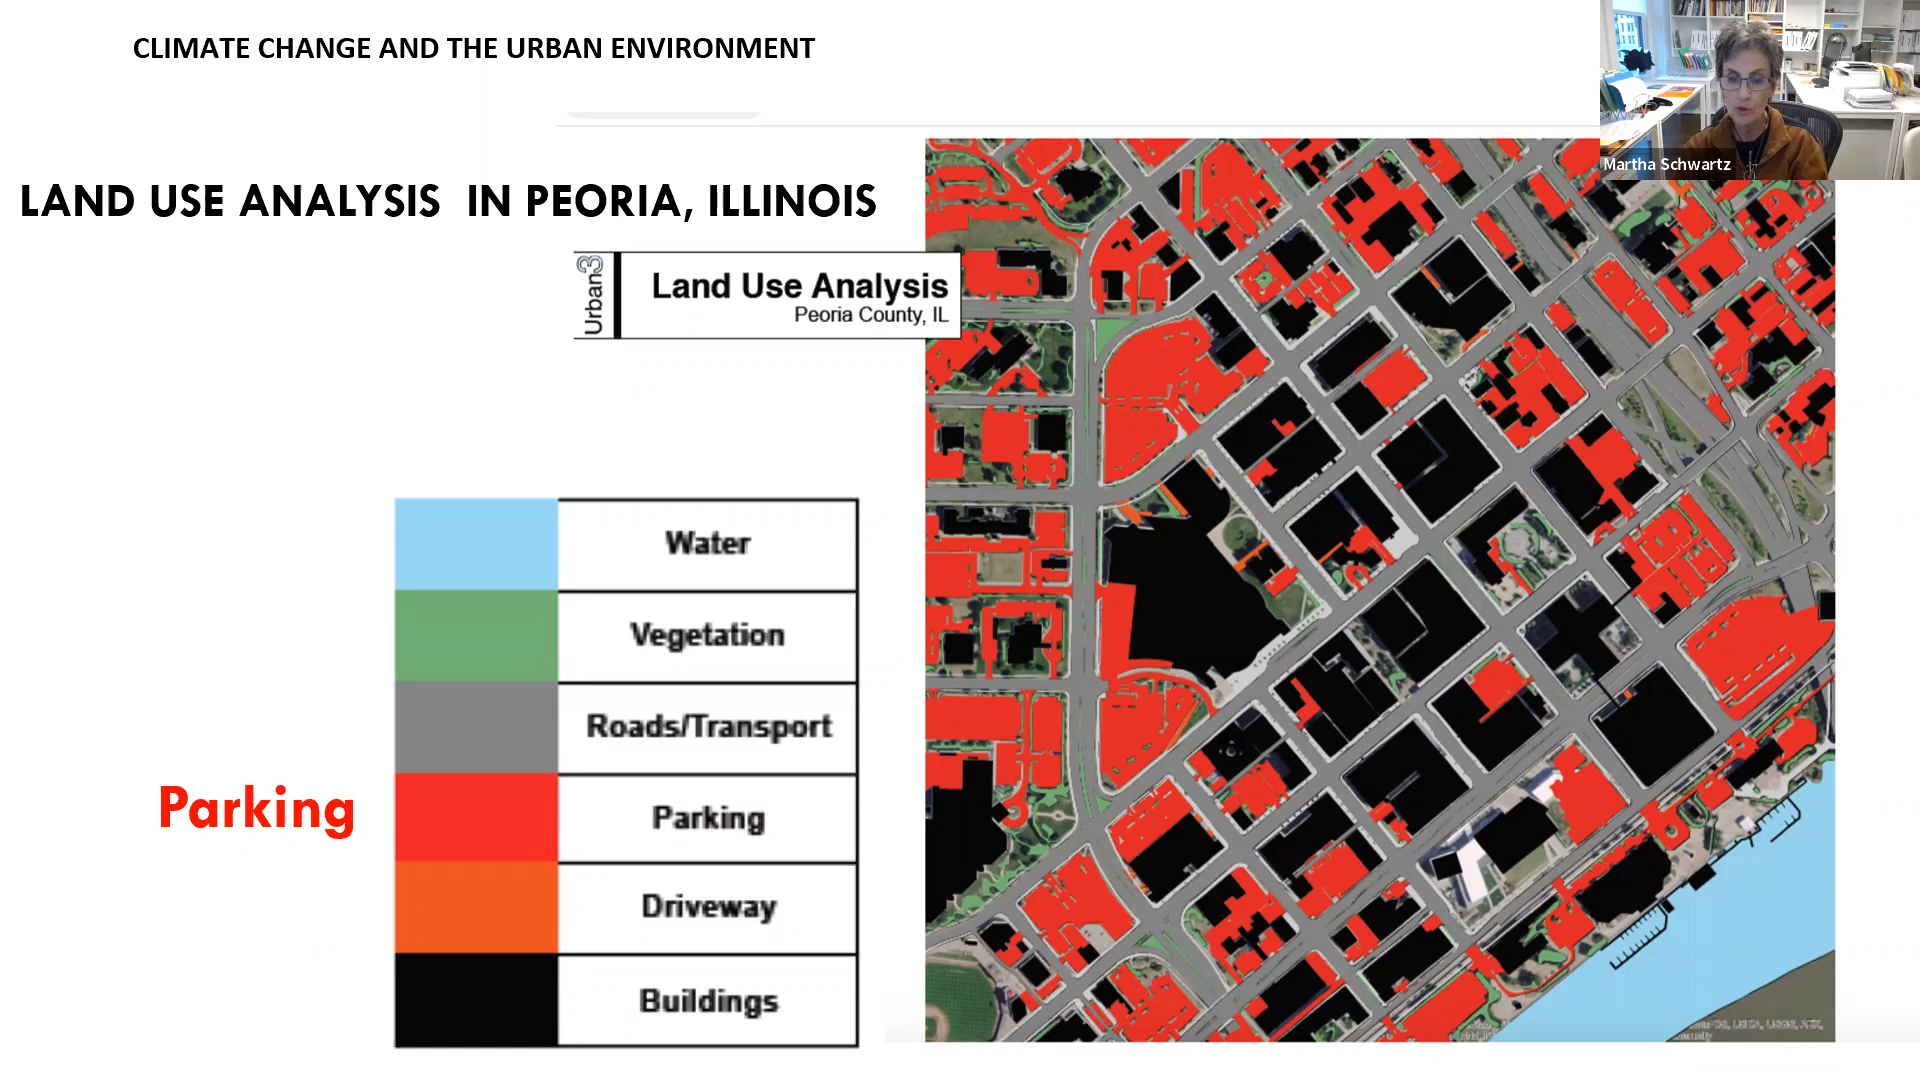 CLIMATE CHANGE AND THE URBAN ENVIRONMENT
Martha Schwartz
LAND USE ANALYSIS IN PEORIA, ILLINOIS
Urban3
Land Use Analysis
Peoria County, IL
Water
Vegetation
Roads/Transport
Parking
Parking
Driveway
Buildings